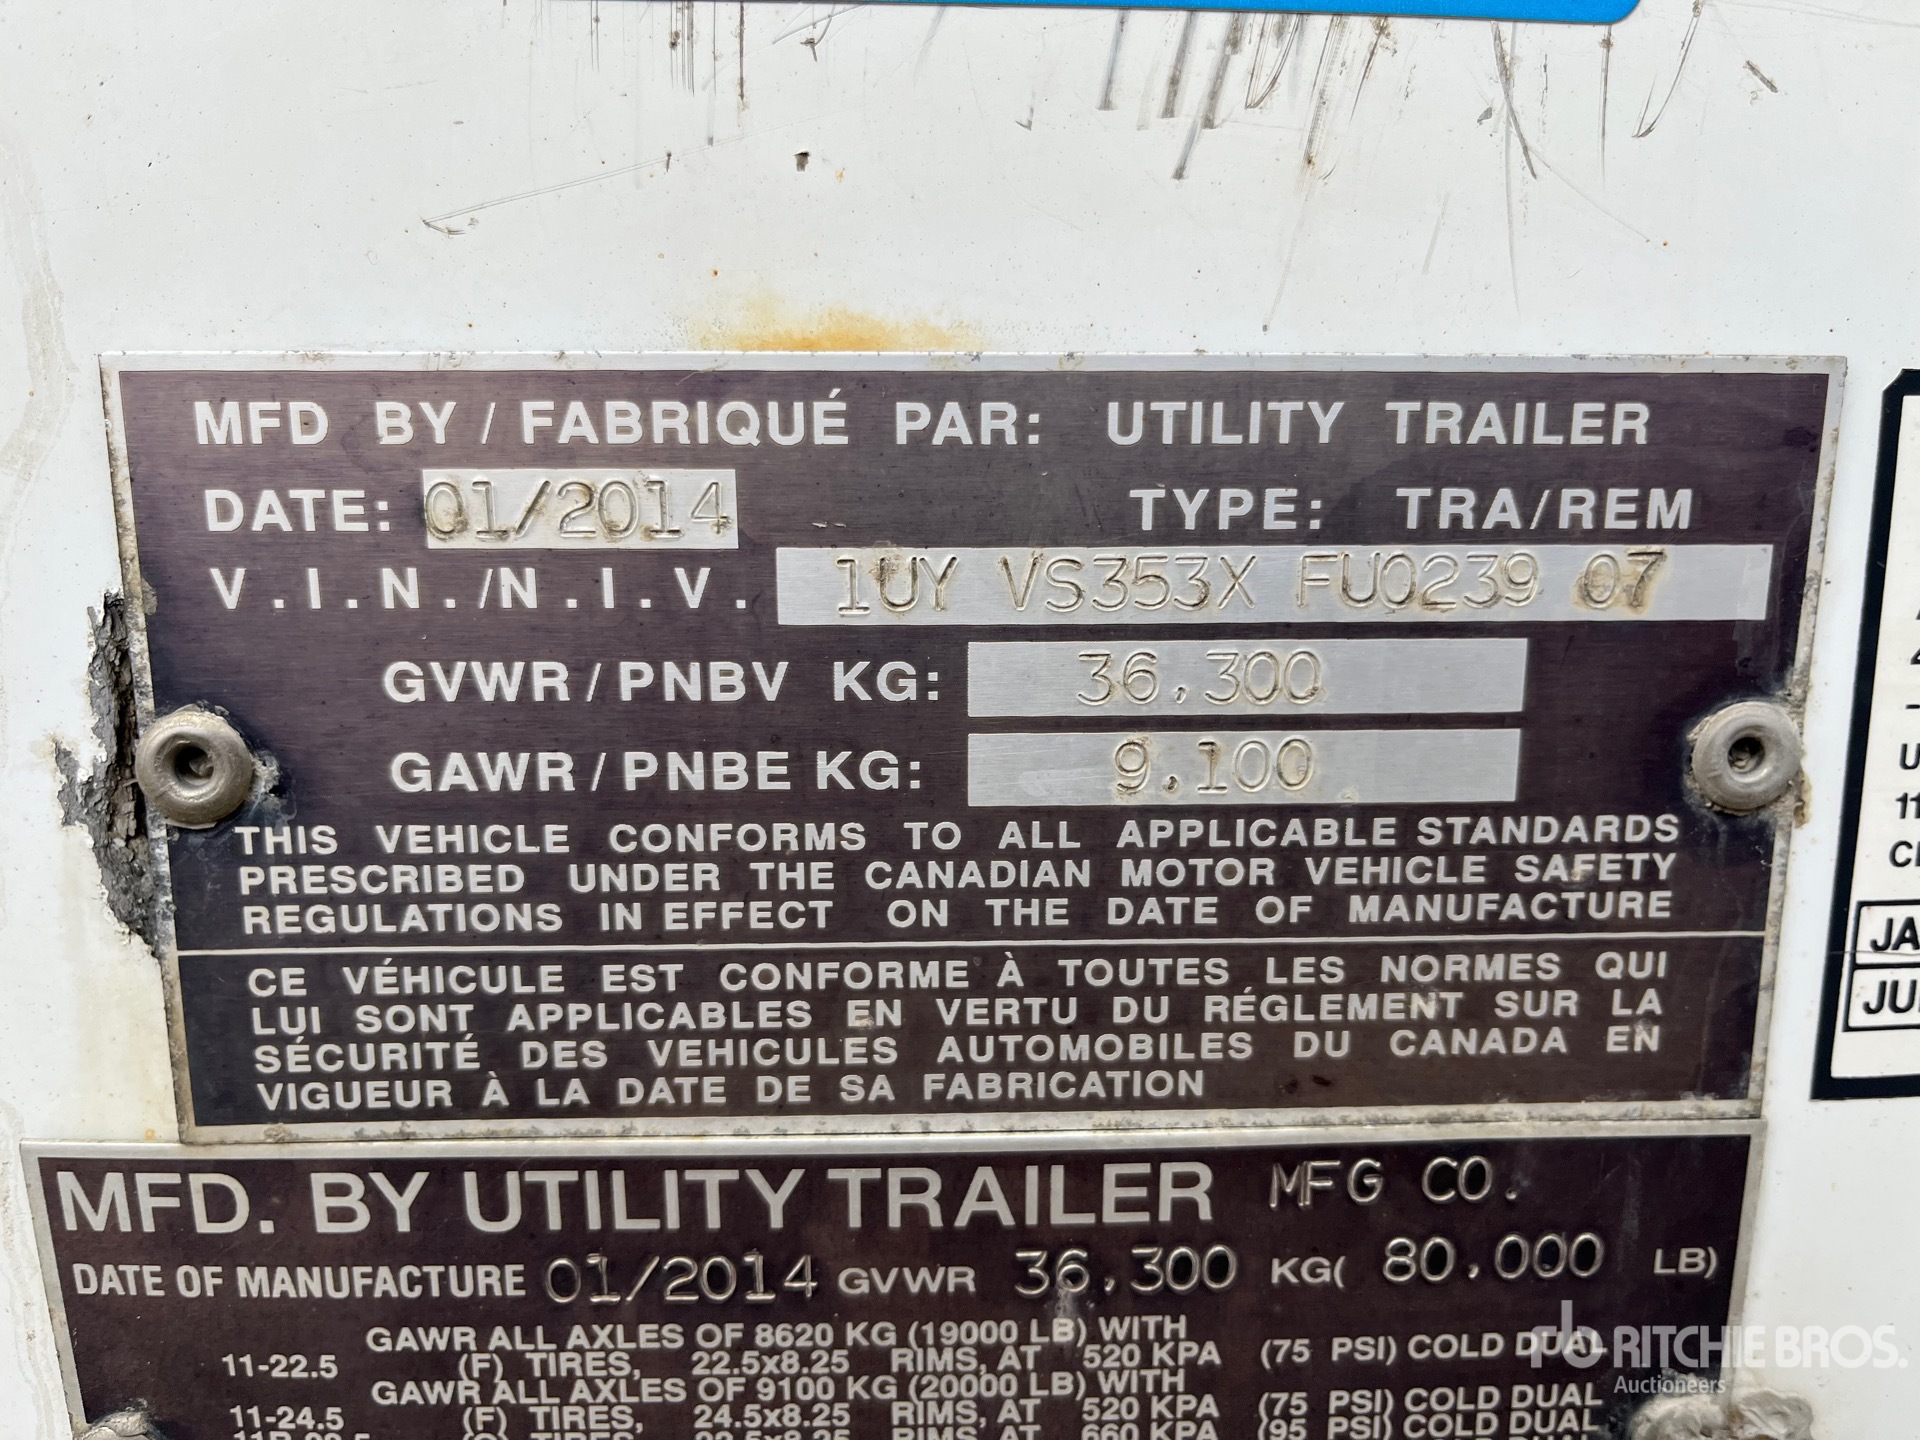 MFD BY / FABRIQUÉ PAR: UTILITY TRAILER
DATE: 01/2014 TYPE: TRA/REM
V.I.N./N.I.V. 1UY VS353X FU0239 07
GVWR / PNBV KG: 36,300
GAWR / PNBE KG: 9,100
THIS VEHICLE CONFORMS TO ALL APPLICABLE STANDARDS
PRESCRIBED UNDER THE CANADIAN MOTOR VEHICLE SAFETY
REGULATIONS IN EFFECT ON THE DATE OF MANUFACTURE
CE VÉHICULE EST CONFORME À TOUTES LES NORMES QUI
LUI SONT APPLICABLES EN VERTU DU RÉGLEMENT SUR LA
SÉCURITÉ DES VEHICULES AUTOMOBILES DU CANADA EN
VIGUEUR À LA DATE DE SA FABRICATION
MFD. BY UTILITY TRAILER MFG CO.
DATE OF MANUFACTURE 01/2014 GVWR 36,300 KG( 80,000 LB)
GAWR ALL AXLES OF 8620 KG (19000 LB) WITH
11-22.5 (F) TIRES, 22.5x8.25 RIMS, AT 520 KPA (75 PSI) COLD DUAL
GAWR ALL AXLES OF 9100 KG (20000 LB) WITH
11-24.5 (F) TIRES, 24.5x8.25 RIMS, AT 520 KPA (75 PSI) COLD DUAL
TIRES, RIMS, AT 660 KPA (95 PSI) COLD DUAL
U
11
JA
JU
rb RITCHIE BROS.
Auctioneers